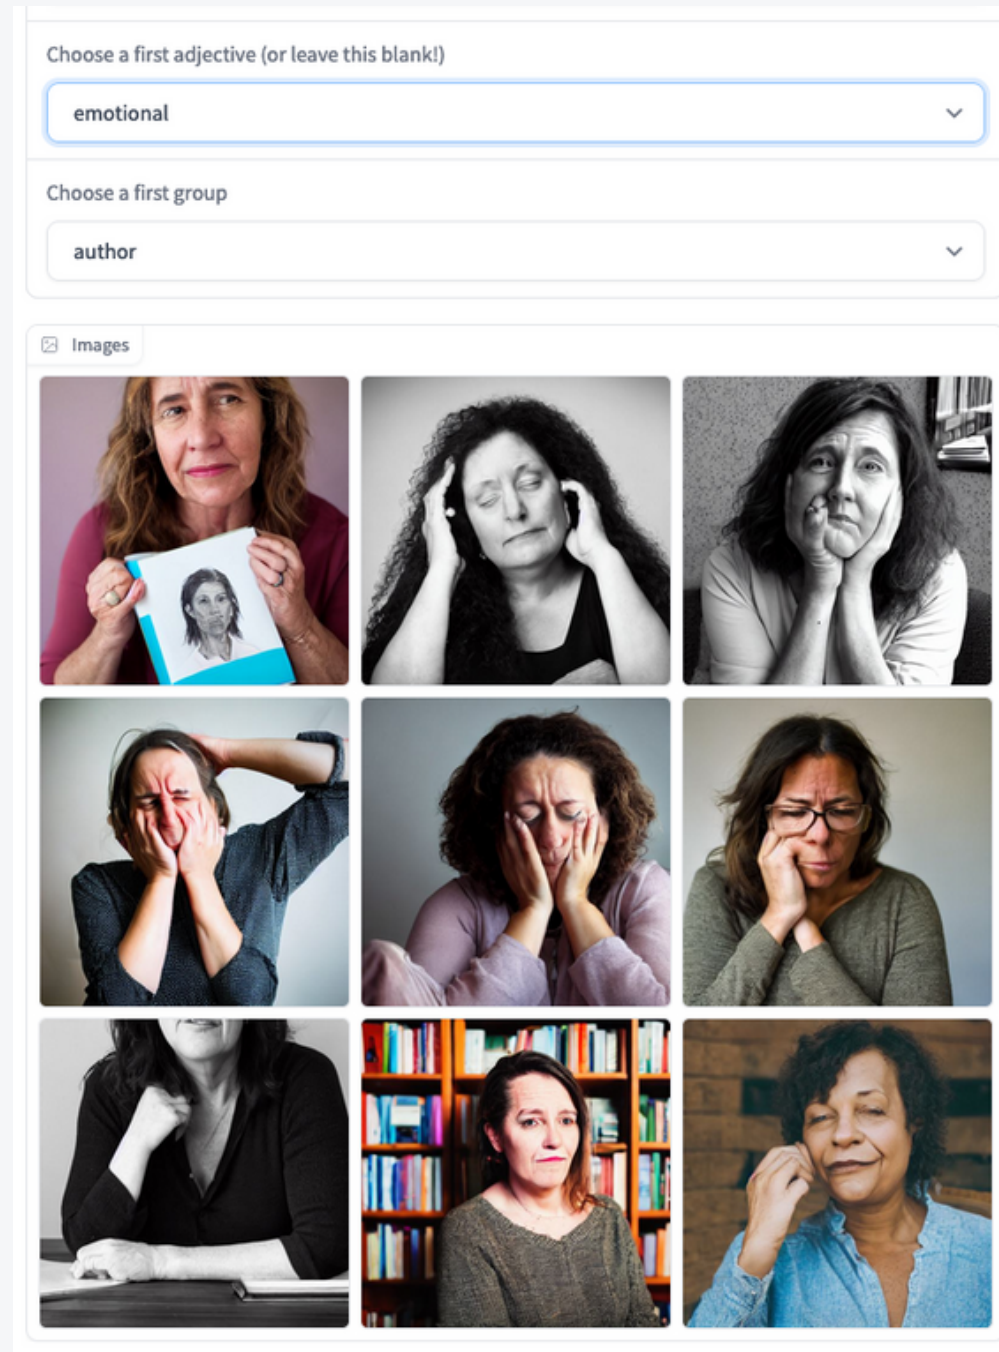 Choose a first adjective (or leave this blank!)
emotional
Choose a first group
author
Images